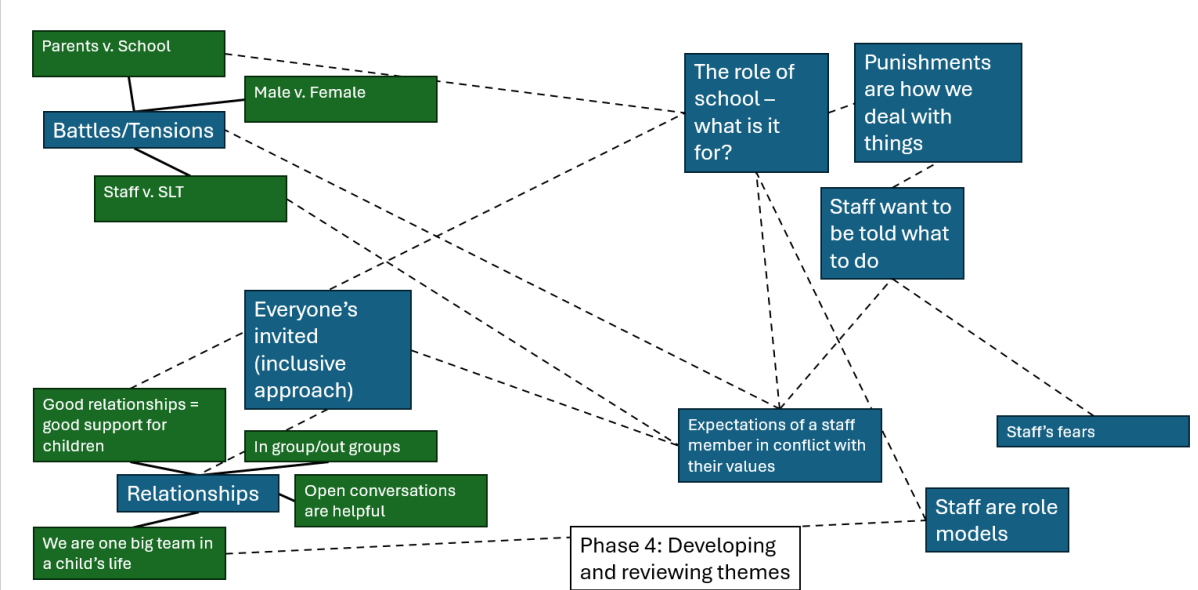 Parents v. School
Male v. Female
Battles/Tensions
Staff v. SLT
The role of
school –
what is it
for?
Punishments
are how we
deal with
things
Staff want to
be told what
to do
Everyone’s
invited
(inclusive
approach)
Good relationships =
good support for
children
In group/out groups
Relationships
Open conversations
are helpful
We are one big team in
a child’s life
Expectations of a staff
member in conflict with
their values
Staff’s fears
Staff are role
models
Phase 4: Developing
and reviewing themes